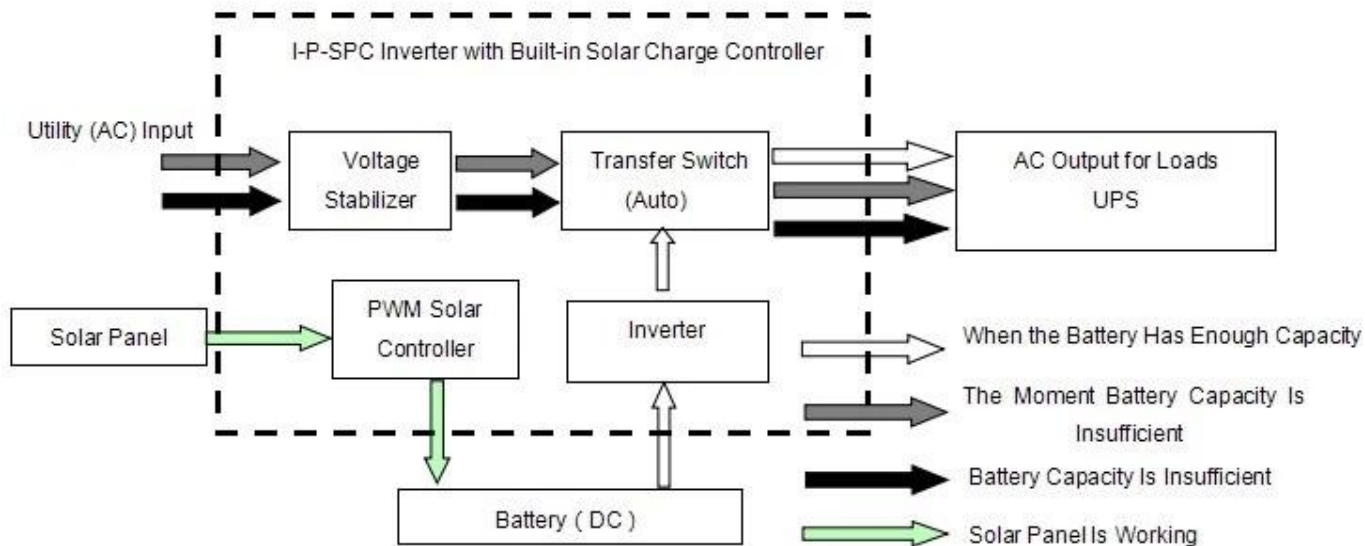 I-P-SPC Inverter with Built-in Solar Charge Controller
Utility (AC) Input
Voltage
Stabilizer
Transfer Switch
(Auto)
AC Output for Loads
UPS
Solar Panel
PWM Solar
Controller
Inverter
Battery ( DC )
When the Battery Has Enough Capacity
The Moment Battery Capacity Is
Insufficient
Battery Capacity Is Insufficient
Solar Panel Is Working